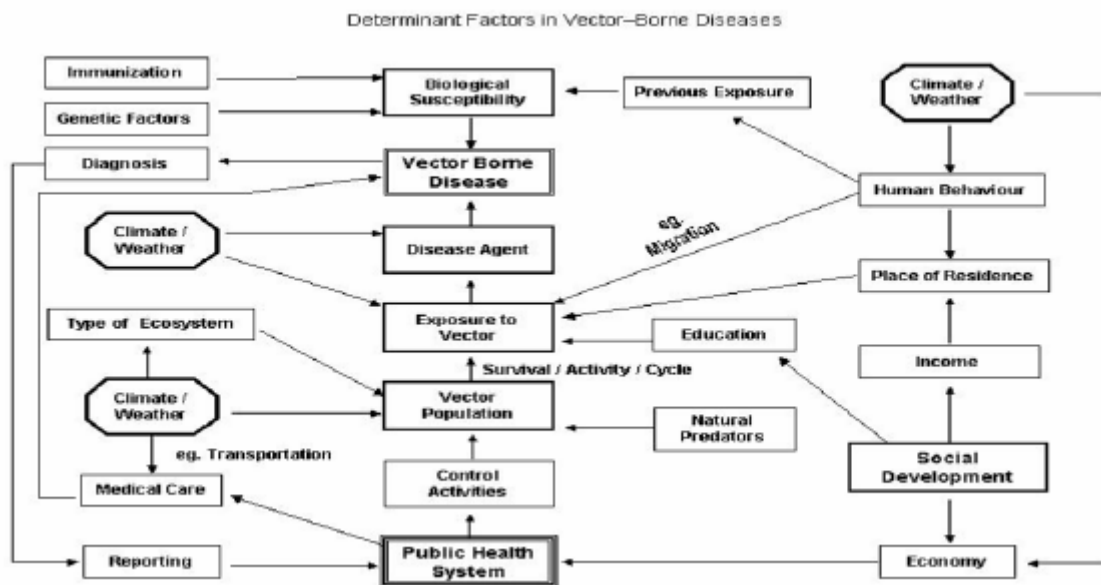 Determinant Factors in Vector–Borne Diseases
Immunization
Biological
Susceptibility
Previous Exposure
Climate /
Weather
Genetic Factors
Diagnosis
Vector Borne
Disease
Human Behaviour
Climate /
Weather
Disease Agent
eg.
Migration
Place of Residence
Type of Ecosystem
Exposure to
Vector
Education
Income
Survival / Activity / Cycle
Climate /
Weather
Vector
Population
Natural
Predators
eg. Transportation
Social
Development
Medical Care
Control
Activities
Reporting
Public Health
System
Economy